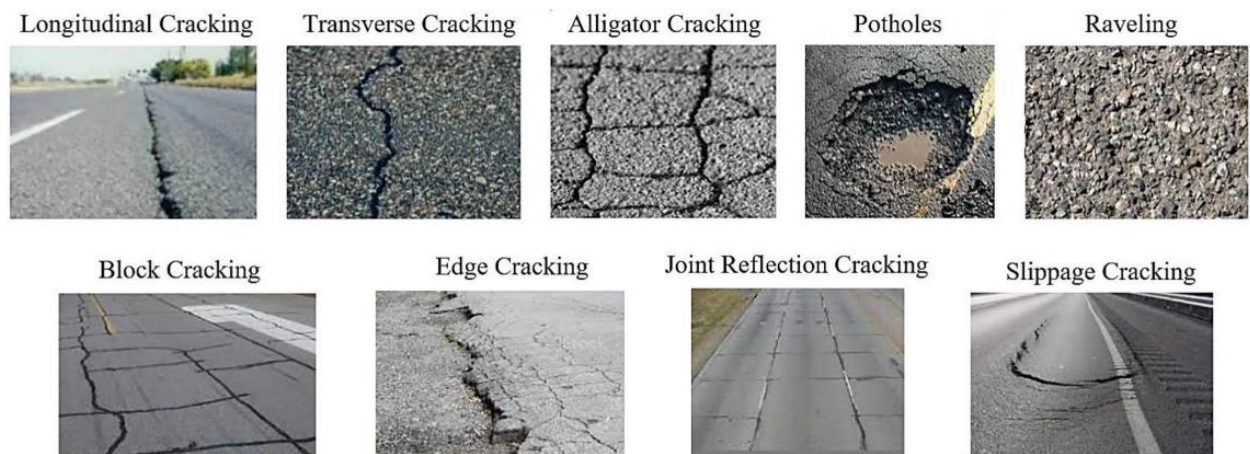 Longitudinal Cracking
Transverse Cracking
Alligator Cracking
Potholes
Raveling
Block Cracking
Edge Cracking
Joint Reflection Cracking
Slippage Cracking